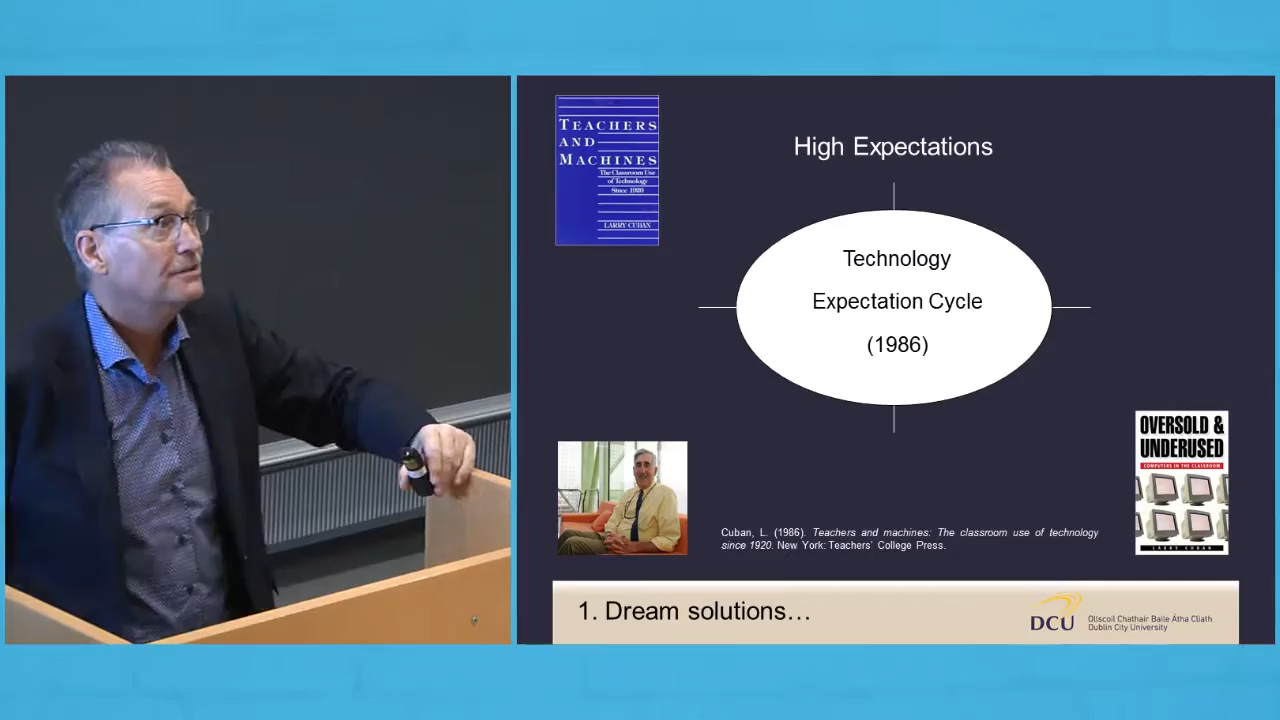 TEACHERS
AND
MACHINES
The Classroom Use
of Technology
Since 1920
LARRY CUBAN
High Expectations
Technology
Expectation Cycle
(1986)
OVERSOLD &
UNDERUSED
COMPUTERS IN THE CLASSROOM
LARRY CUBAN
Cuban, L. (1986). Teachers and machines: The classroom use of technology
since 1920. New York: Teachers' College Press.
1. Dream solutions…
DCU
Ollscoil Chathair Baile Átha Cliath
Dublin City University